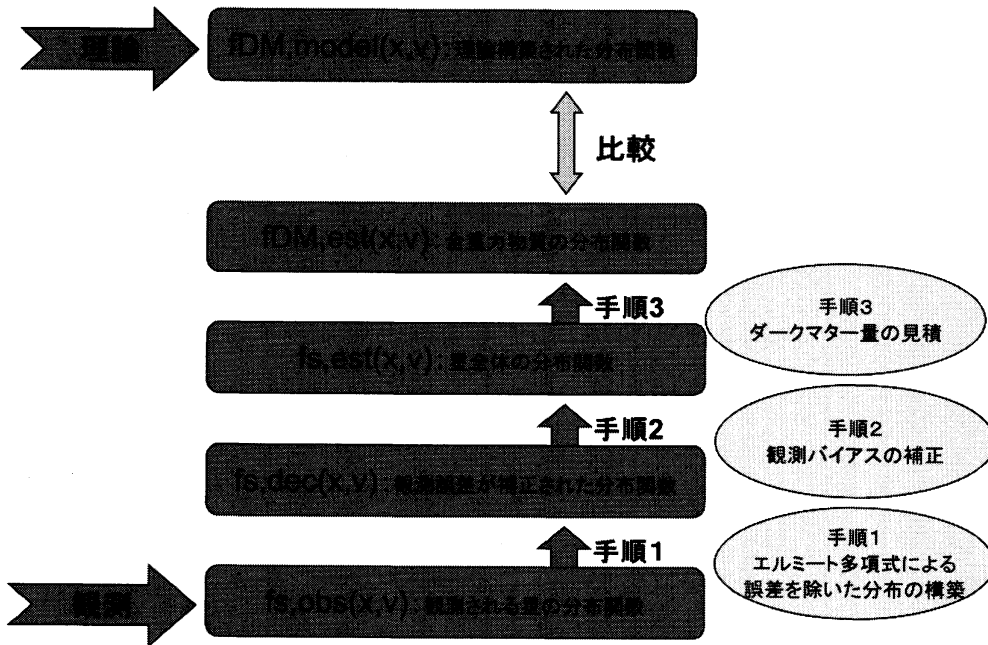 理論
fDM,model(x,v): 理論構築された分布関数
比較
fDM,est(x,v): 全重力物質の分布関数
手順3
手順3
ダークマター量の見積
fs,est(x,v): 星全体の分布関数
手順2
手順2
観測バイアスの補正
fs,dec(x,v): 観測誤差が補正された分布関数
手順1
手順1
エルミート多項式による
誤差を除いた分布の構築
観測
fs,obs(x,v): 観測される星の分布関数